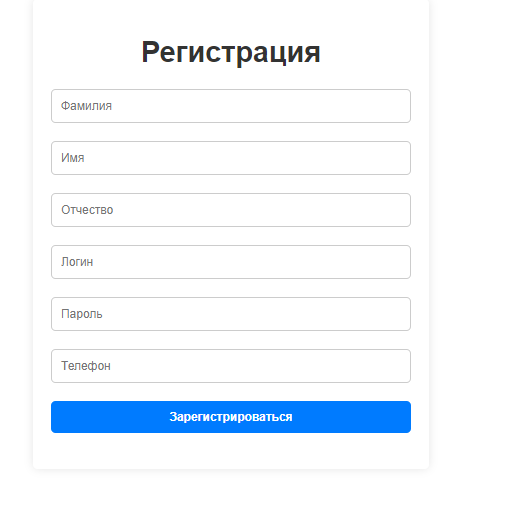 Регистрация
Фамилия
Имя
Отчество
Логин
Пароль
Телефон
Зарегистрироваться